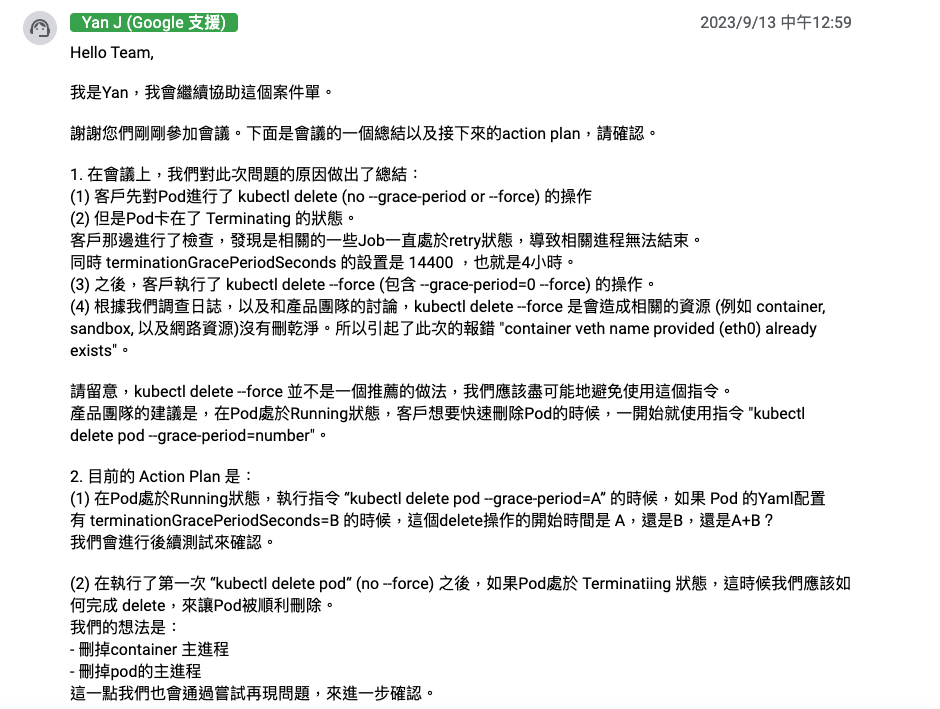 Yan J (Google 支援)
2023/9/13 中午12:59
Hello Team,
我是Yan，我會繼續協助這個案件單。
謝謝您們剛剛參加會議。下面是會議的一個總結以及接下來的action plan，請確認。
1. 在會議上，我們對此次問題的原因做出了總結：
(1) 客戶先對Pod進行了 kubectl delete (no --grace-period or --force) 的操作
(2) 但是Pod卡在了 Terminating 的狀態。
客戶那邊進行了檢查，發現是相關的一些Job一直處於retry狀態，導致相關進程無法結束。
同時 terminationGracePeriodSeconds 的設置是 14400 ，也就是4小時。
(3) 之後，客戶執行了 kubectl delete --force (包含 --grace-period=0 --force) 的操作。
(4) 根據我們調查日誌，以及和產品團隊的討論，kubectl delete --force 是會造成相關的資源 (例如 container,
sandbox, 以及網路資源)沒有刪乾淨。所以引起了此次的報錯 "container veth name provided (eth0) already
exists"。
請留意，kubectl delete --force 並不是一個推薦的做法，我們應該盡可能地避免使用這個指令。
產品團隊的建議是，在Pod處於Running狀態，客戶想要快速刪除Pod的時候，一開始就使用指令 "kubectl
delete pod --grace-period=number"。
2. 目前的 Action Plan 是：
(1) 在Pod處於Running狀態，執行指令 “kubectl delete pod --grace-period=A” 的時候，如果 Pod 的Yaml配置
有 terminationGracePeriodSeconds=B 的時候，這個delete操作的開始時間是 A，還是B，還是A+B？
我們會進行後續測試來確認。
(2) 在執行了第一次 “kubectl delete pod” (no --force) 之後，如果Pod處於 Terminatiing 狀態，這時候我們應該如
何完成 delete，來讓Pod被順利刪除。
我們的想法是：
- 刪掉container 主進程
- 刪掉pod的主進程
這一點我們也會通過嘗試再現問題，來進一步確認。